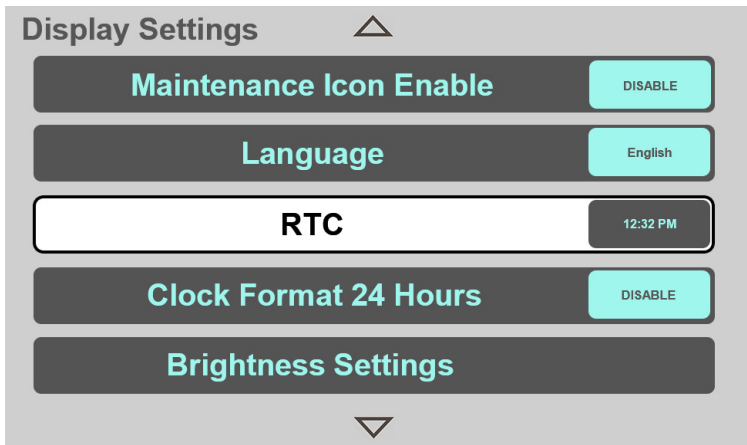 Display Settings
Maintenance Icon Enable DISABLE
Language English
RTC 12:32 PM
Clock Format 24 Hours DISABLE
Brightness Settings